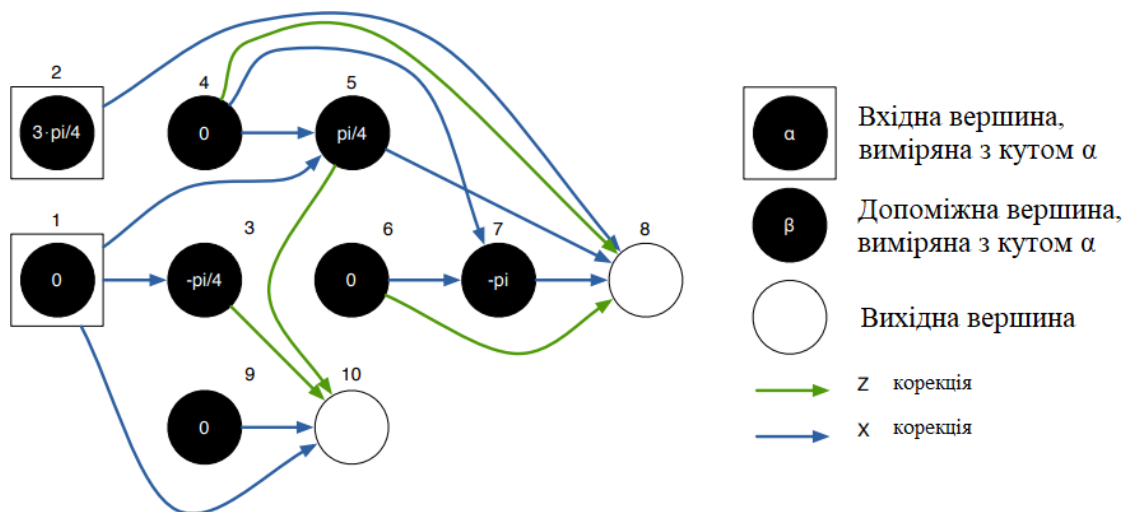 2
3·pi/4
4
0
5
pi/4
1
0
3
-pi/4
6
0
7
-pi
8
9
0
10
α
Вхідна вершина,
виміряна з кутом α
β
Допоміжна вершина,
виміряна з кутом α
Вихідна вершина
Z корекція
X корекція